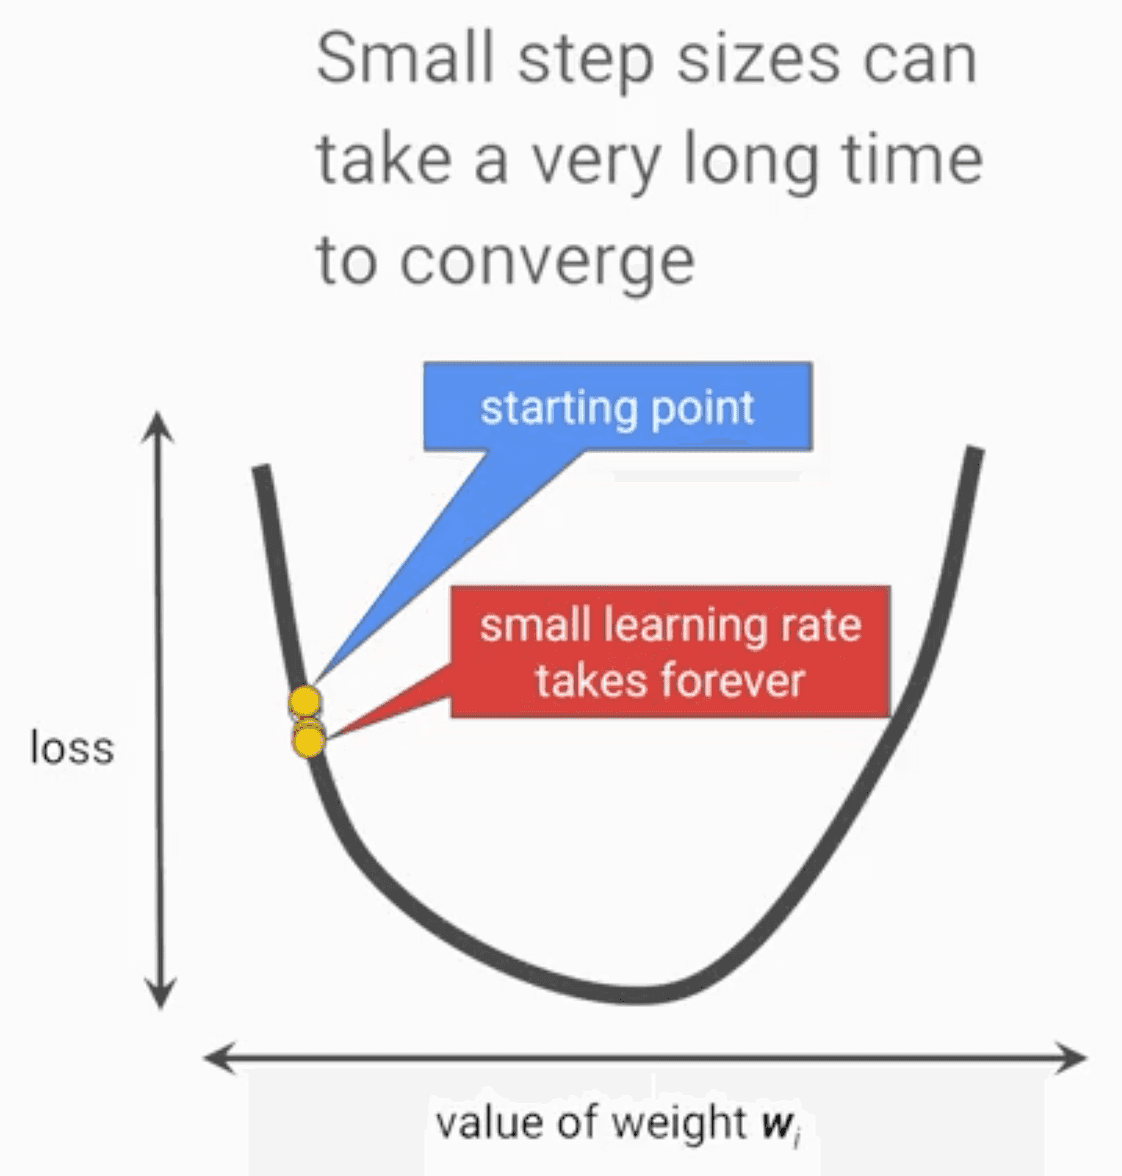 Small step sizes can
take a very long time
to converge
starting point
small learning rate
takes forever
loss
value of weight wᵢ